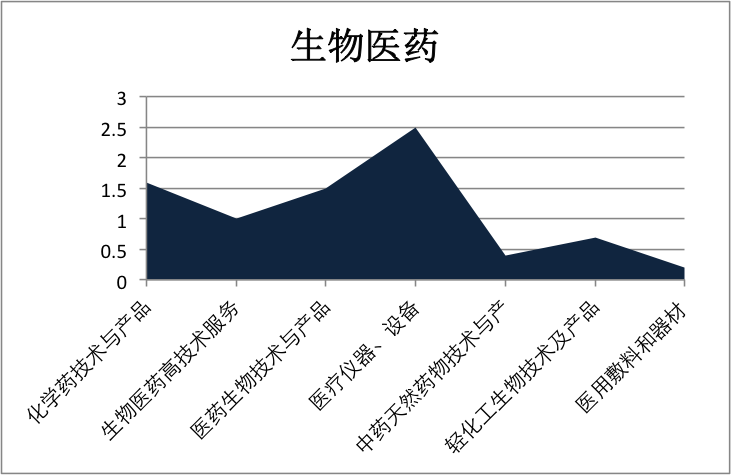 生物医药
3
2.5
2
1.5
1
0.5
0
化学药技术与产品
生物医药高技术服务
医药生物技术与产品
医疗仪器、设备
中药天然药物技术与产
轻化工生物技术及产品
医用敷料和器材